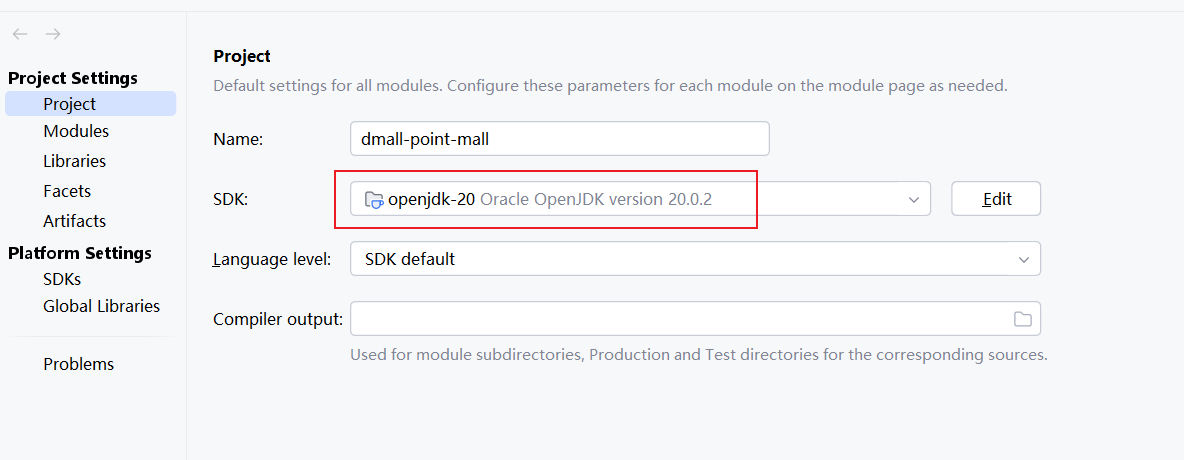 Project Settings
Project
Modules
Libraries
Facets
Artifacts
Platform Settings
SDKs
Global Libraries
Problems
Project
Default settings for all modules. Configure these parameters for each module on the module page as needed.
Name: dmall-point-mall
SDK: openjdk-20 Oracle OpenJDK version 20.0.2 Edit
Language level: SDK default
Compiler output:
Used for module subdirectories, Production and Test directories for the corresponding sources.